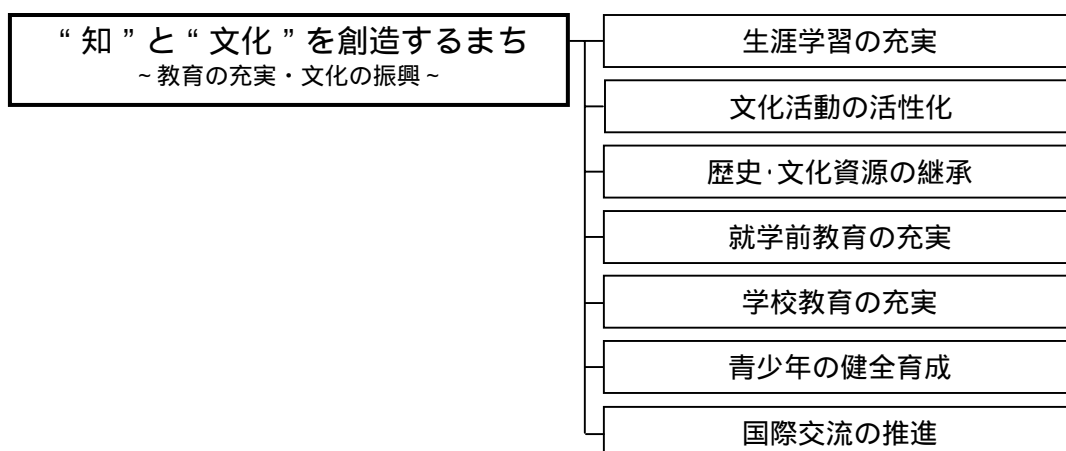 “ 知 ” と “ 文化 ” を創造するまち
~ 教育の充実・文化の振興 ~
生涯学習の充実
文化活動の活性化
歴史・文化資源の継承
就学前教育の充実
学校教育の充実
青少年の健全育成
国際交流の推進